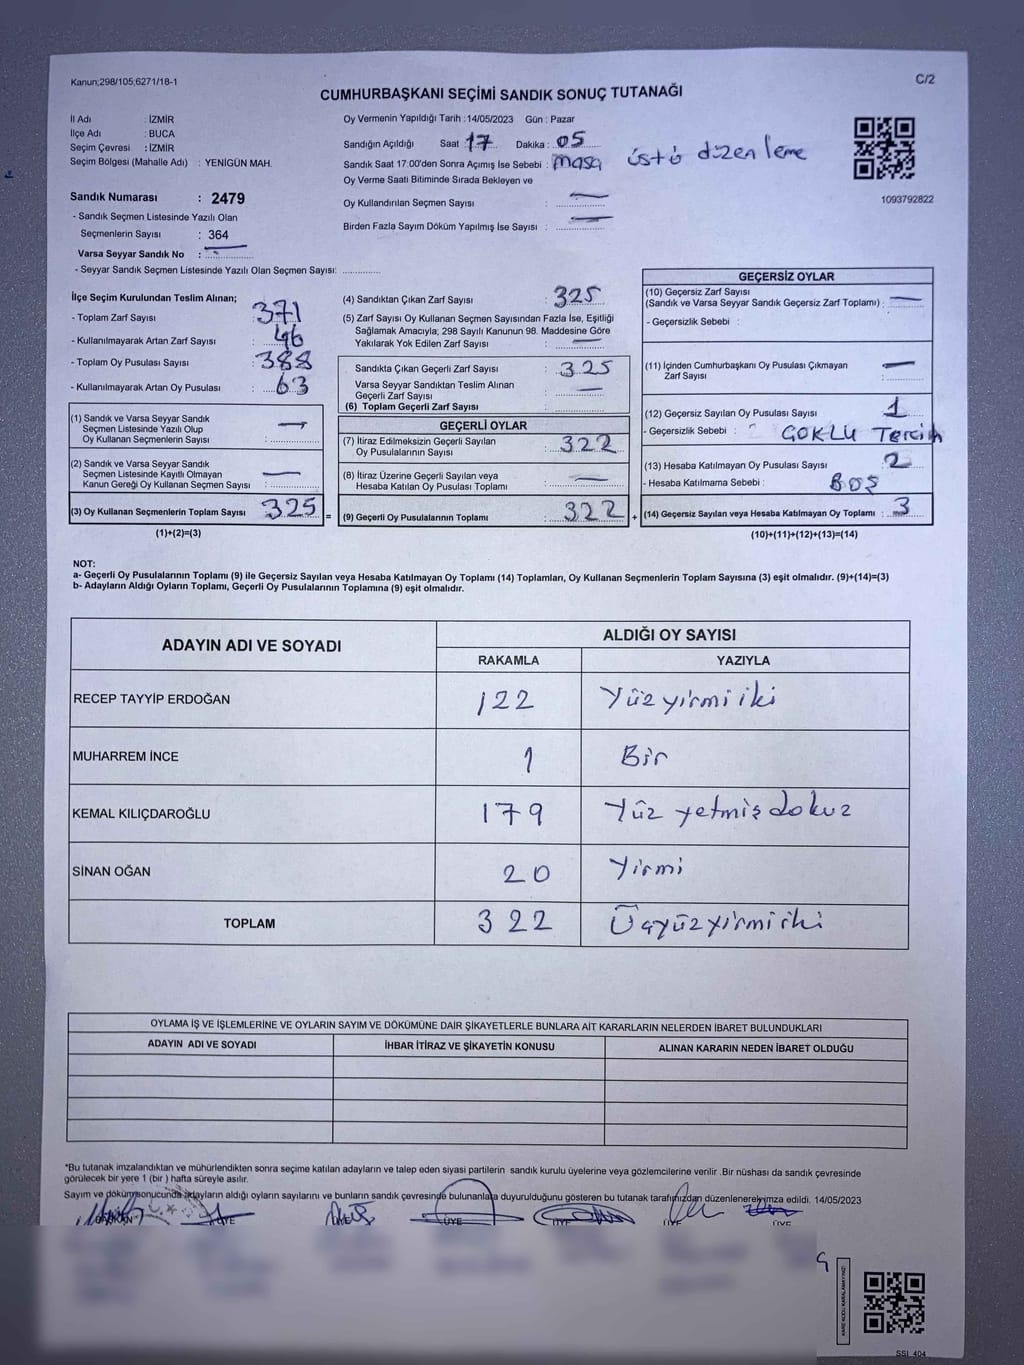 Kanun;298/105;6271/18-1
C/2
CUMHURBAŞKANI SEÇİMİ SANDIK SONUÇ TUTANAĞI
İl Adı : İZMİR
İlçe Adı : BUCA
Seçim Çevresi : İZMİR
Seçim Bölgesi (Mahalle Adı) : YENİGÜN MAH.
Oy Vermenin Yapıldığı Tarih :14/05/2023 Gün : Pazar
Sandığın Açıldığı Saat : 17 Dakika : 05
Sandık Saat 17:00'den Sonra Açımış İse Sebebi : masa üstü düzenleme
Oy Verme Saati Bitiminde Sırada Bekleyen ve
Oy Kullandırılan Seçmen Sayısı : —
Birden Fazla Sayım Döküm Yapılmış İse Sayısı : —
1093792822
Sandık Numarası : 2479
- Sandık Seçmen Listesinde Yazılı Olan
Seçmenlerin Sayısı : 364
Varsa Seyyar Sandık No : —
- Seyyar Sandık Seçmen Listesinde Yazılı Olan Seçmen Sayısı: .............
İlçe Seçim Kurulundan Teslim Alınan;
- Toplam Zarf Sayısı : 371
- Kullanılmayarak Artan Zarf Sayısı : 46
- Toplam Oy Pusulası Sayısı : 388
- Kullanılmayarak Artan Oy Pusulası : 63
(1) Sandık ve Varsa Seyyar Sandık
Seçmen Listesinde Yazılı Olup
Oy Kullanan Seçmenlerin Sayısı : —
(2) Sandık ve Varsa Seyyar Sandık
Seçmen Listesinde Kayıtlı Olmayan
Kanun Gereği Oy Kullanan Seçmen Sayısı : —
(3) Oy Kullanan Seçmenlerin Toplam Sayısı 325 =
(1)+(2)=(3)
(4) Sandıktan Çıkan Zarf Sayısı : 325
(5) Zarf Sayısı Oy Kullanan Seçmen Sayısından Fazla İse, Eşitliği
Sağlamak Amacıyla; 298 Sayılı Kanunun 98. Maddesine Göre
Yakılarak Yok Edilen Zarf Sayısı : —
Sandıkta Çıkan Geçerli Zarf Sayısı : 325
Varsa Seyyar Sandıktan Teslim Alınan
Geçerli Zarf Sayısı : —
(6) Toplam Geçerli Zarf Sayısı :
GEÇERLİ OYLAR
(7) İtiraz Edilmeksizin Geçerli Sayılan
Oy Pusulalarının Sayısı : 322
(8) İtiraz Üzerine Geçerli Sayılan veya
Hesaba Katılan Oy Pusulası Toplamı : —
(9) Geçerli Oy Pusulalarının Toplamı : 322 +
GEÇERSİZ OYLAR
(10) Geçersiz Zarf Sayısı
(Sandık ve Varsa Seyyar Sandık Geçersiz Zarf Toplamı) : —
- Geçersizlik Sebebi :
(11) İçinden Cumhurbaşkanı Oy Pusulası Çıkmayan
Zarf Sayısı : —
(12) Geçersiz Sayılan Oy Pusulası Sayısı : 1
- Geçersizlik Sebebi : ÇOKLU Tercih
(13) Hesaba Katılmayan Oy Pusulası Sayısı : 2
- Hesaba Katılmama Sebebi : BOŞ
(14) Geçersiz Sayılan veya Hesaba Katılmayan Oy Toplamı : 3
(10)+(11)+(12)+(13)=(14)
NOT:
a- Geçerli Oy Pusulalarının Toplamı (9) ile Geçersiz Sayılan veya Hesaba Katılmayan Oy Toplamı (14) Toplamları, Oy Kullanan Seçmenlerin Toplam Sayısına (3) eşit olmalıdır. (9)+(14)=(3)
b- Adayların Aldığı Oyların Toplamı, Geçerli Oy Pusulalarının Toplamına (9) eşit olmalıdır.
ADAYIN ADI VE SOYADI
ALDIĞI OY SAYISI
RAKAMLA YAZIYLA
RECEP TAYYİP ERDOĞAN 122 Yüz yirmi iki
MUHARREM İNCE 1 Bir
KEMAL KILIÇDAROĞLU 179 Yüz yetmiş dokuz
SİNAN OĞAN 20 Yirmi
TOPLAM 322 Üçyüz yirmi iki
OYLAMA İŞ VE İŞLEMLERİNE VE OYLARIN SAYIM VE DÖKÜMÜNE DAİR ŞİKAYETLERLE BUNLARA AİT KARARLARIN NELERDEN İBARET BULUNDUKLARI
ADAYIN ADI VE SOYADI İHBAR İTİRAZ VE ŞİKAYETİN KONUSU ALINAN KARARIN NEDEN İBARET OLDUĞU
*Bu tutanak imzalandıktan ve mühürlendikten sonra seçime katılan adayların ve talep eden siyasi partilerin sandık kurulu üyelerine veya gözlemcilerine verilir .Bir nüshası da sandık çevresinde
görülecek bir yere 1 (bir ) hafta süreyle asılır.
Sayım ve döküm sonucunda adayların aldığı oyların sayılarını ve bunların sandık çevresinde bulunanlara duyurulduğunu gösteren bu tutanak tarafımızdan düzenlenerek imza edildi. 14/05/2023
BAŞKAN ÜYE ÜYE ÜYE ÜYE ÜYE ÜYE
KARE KODU KARALAMAYINIZ!
SSI_404